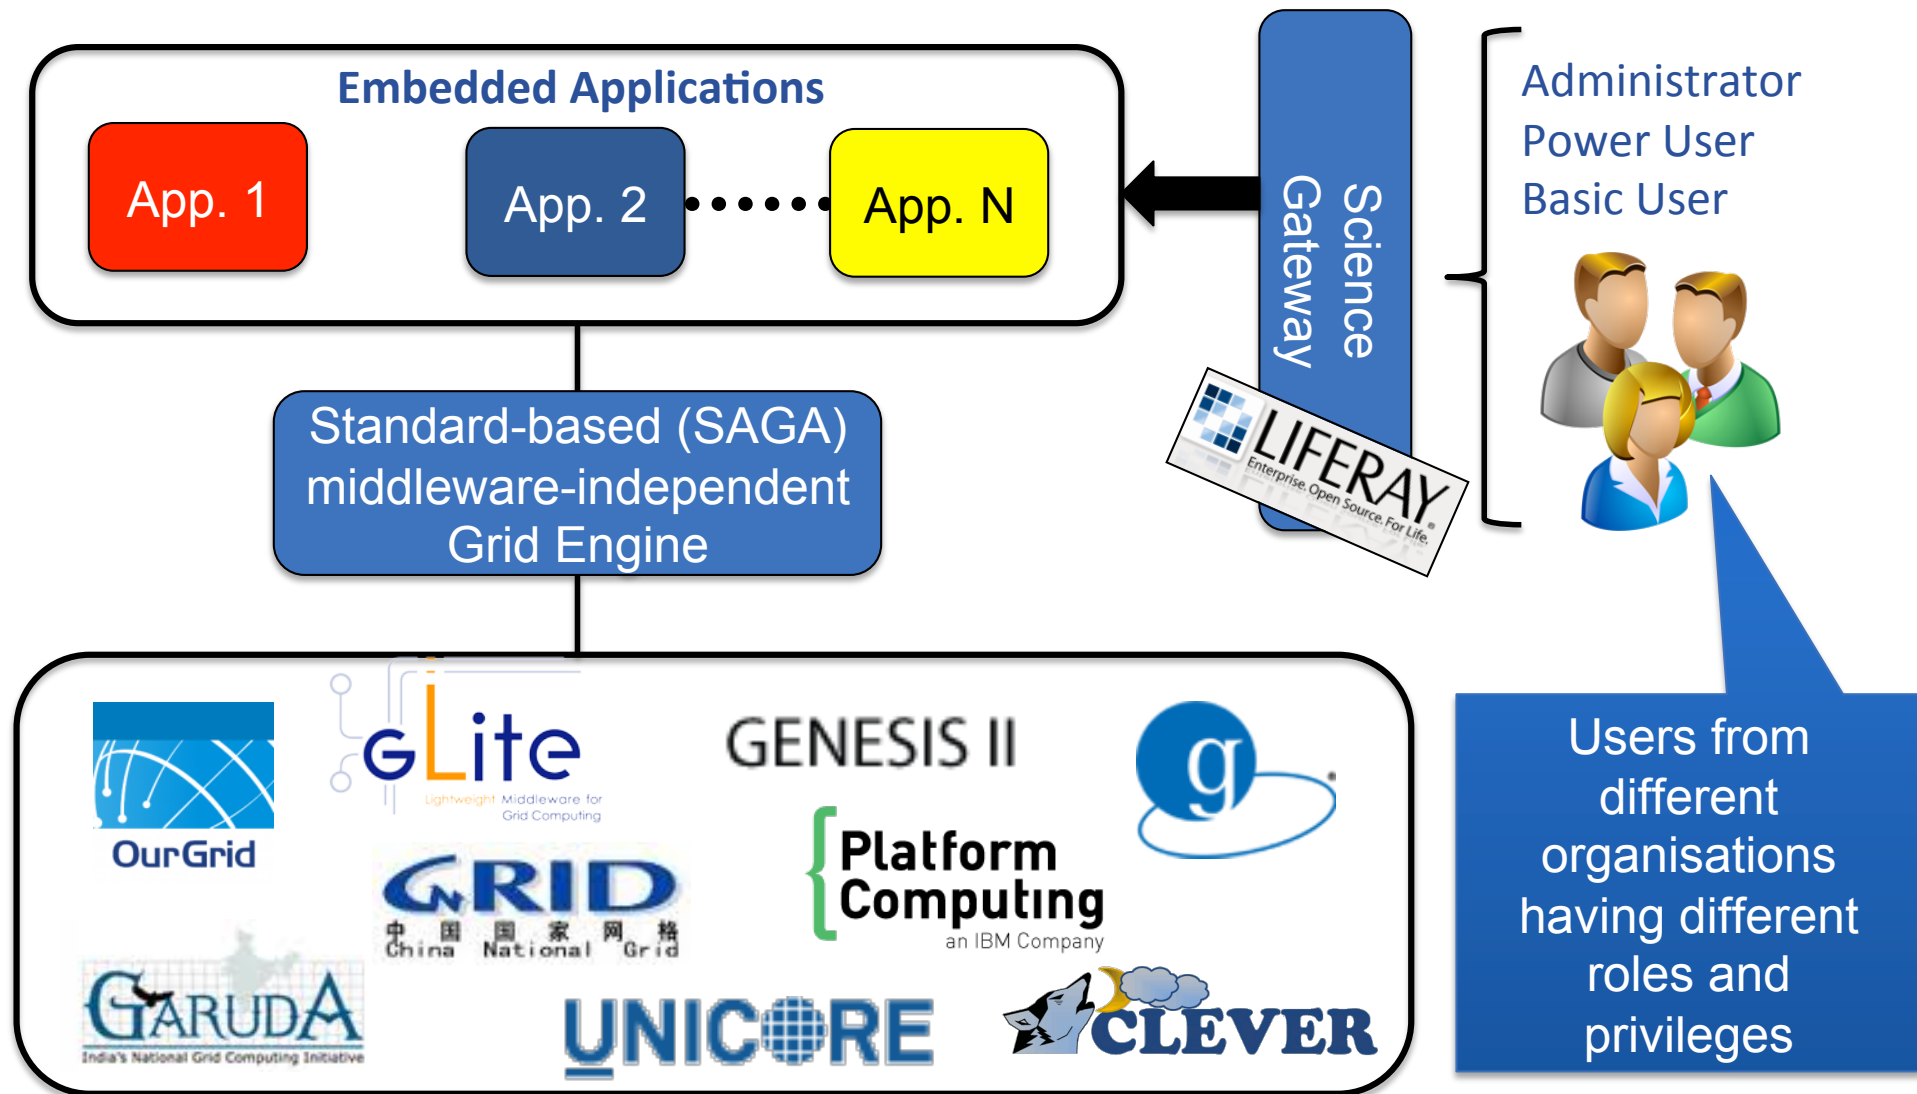 Embedded Applications
App. 1
App. 2
App. N
Science
Gateway
LIFERAY
Enterprise. Open Source. For Life.
Administrator
Power User
Basic User
Standard-based (SAGA)
middleware-independent
Grid Engine
OurGrid
gLite
Lightweight Middleware for
Grid Computing
GENESIS II
g
GRID
中国国家网格
China National Grid
Platform
Computing
an IBM Company
GARUDA
India's National Grid Computing Initiative
UNICORE
CLEVER
Users from
different
organisations
having different
roles and
privileges